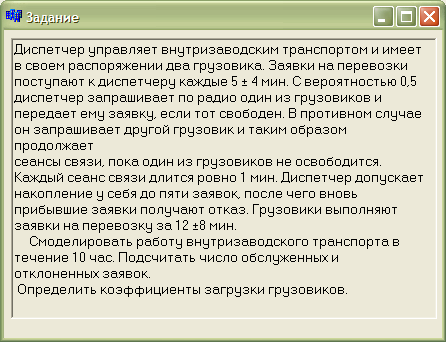 Задание
Диспетчер управляет внутризаводским транспортом и имеет
в своем распоряжении два грузовика. Заявки на перевозки
поступают к диспетчеру каждые 5 ± 4 мин. С вероятностью 0,5
диспетчер запрашивает по радио один из грузовиков и
передает ему заявку, если тот свободен. В противном случае
он запрашивает другой грузовик и таким образом
продолжает
сеансы связи, пока один из грузовиков не освободится.
Каждый сеанс связи длится ровно 1 мин. Диспетчер допускает
накопление у себя до пяти заявок, после чего вновь
прибывшие заявки получают отказ. Грузовики выполняют
заявки на перевозку за 12 ±8 мин.
Смоделировать работу внутризаводского транспорта в
течение 10 час. Подсчитать число обслуженных и
отклоненных заявок.
Определить коэффициенты загрузки грузовиков.